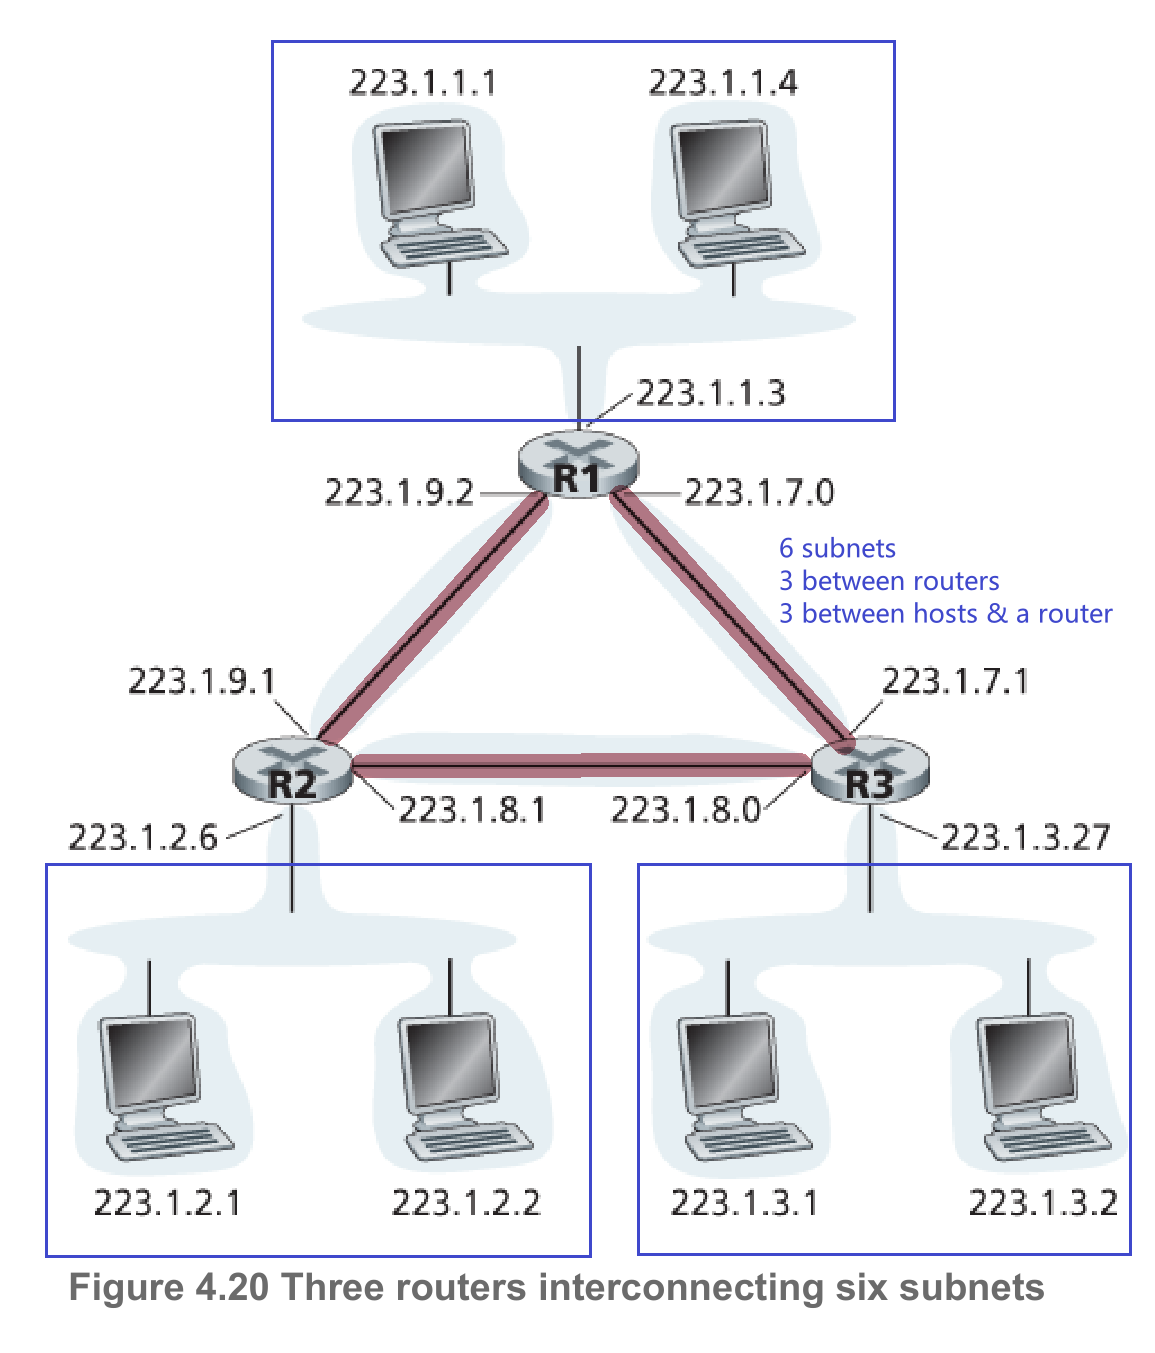 223.1.1.1
223.1.1.4
223.1.1.3
R1
223.1.9.2
223.1.7.0
6 subnets
3 between routers
3 between hosts & a router
223.1.9.1
223.1.7.1
R2
R3
223.1.8.1
223.1.8.0
223.1.2.6
223.1.3.27
223.1.2.1
223.1.2.2
223.1.3.1
223.1.3.2
Figure 4.20 Three routers interconnecting six subnets